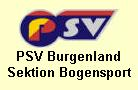 PSV
PSV Burgenland
Sektion Bogensport